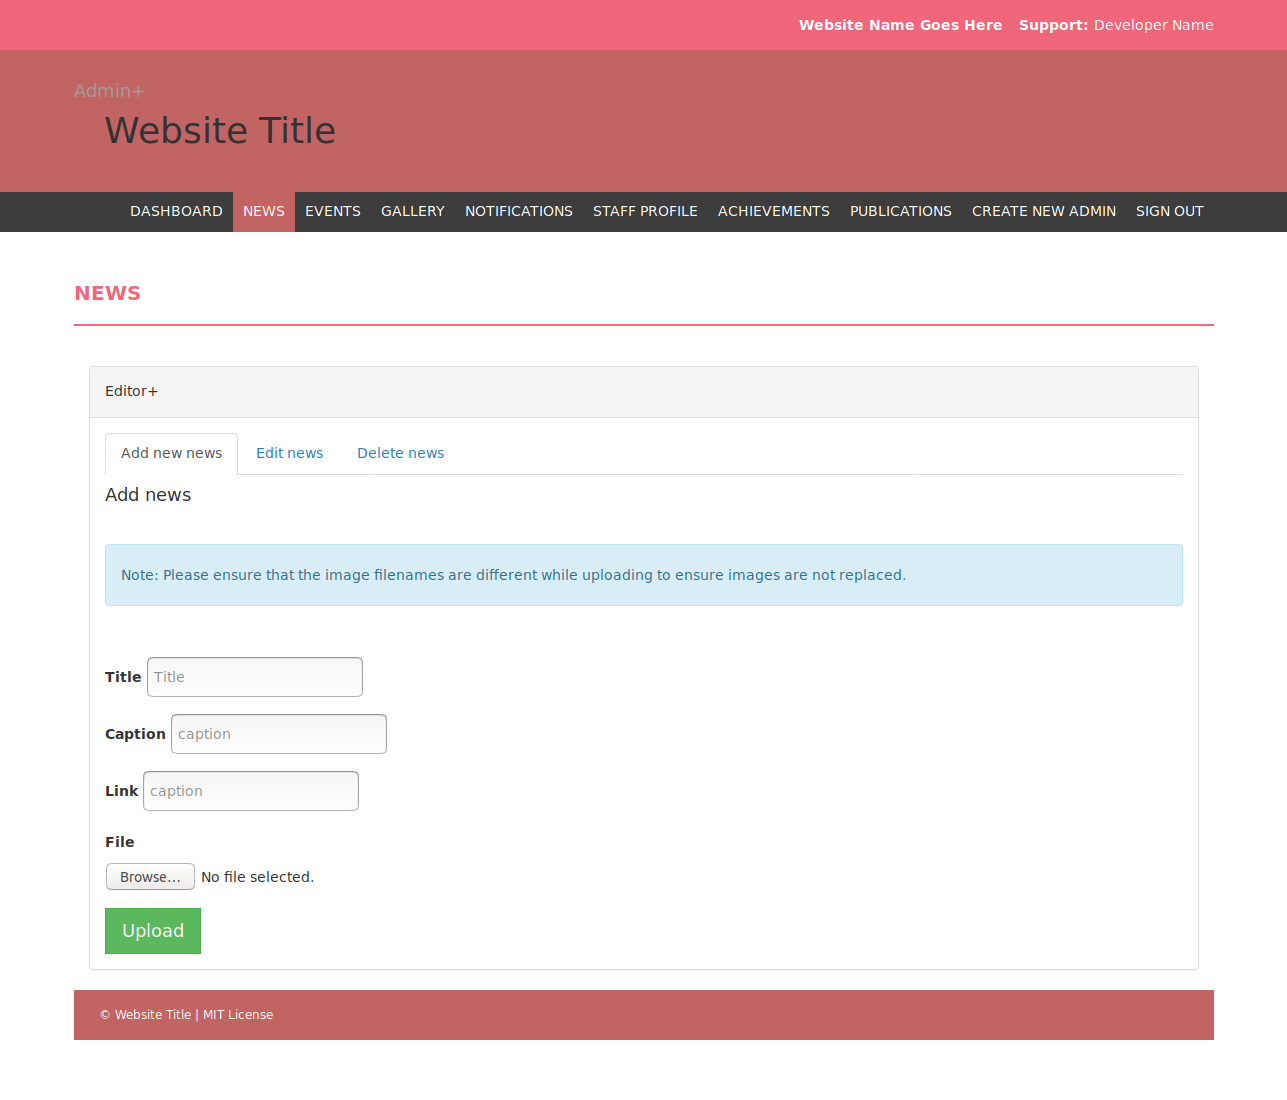 Website Name Goes Here Support: Developer Name
Admin+
Website Title
DASHBOARD NEWS EVENTS GALLERY NOTIFICATIONS STAFF PROFILE ACHIEVEMENTS PUBLICATIONS CREATE NEW ADMIN SIGN OUT
NEWS
Editor+
Add new news Edit news Delete news
Add news
Note: Please ensure that the image filenames are different while uploading to ensure images are not replaced.
Title Title
Caption caption
Link caption
File
Browse... No file selected.
Upload
© Website Title | MIT License